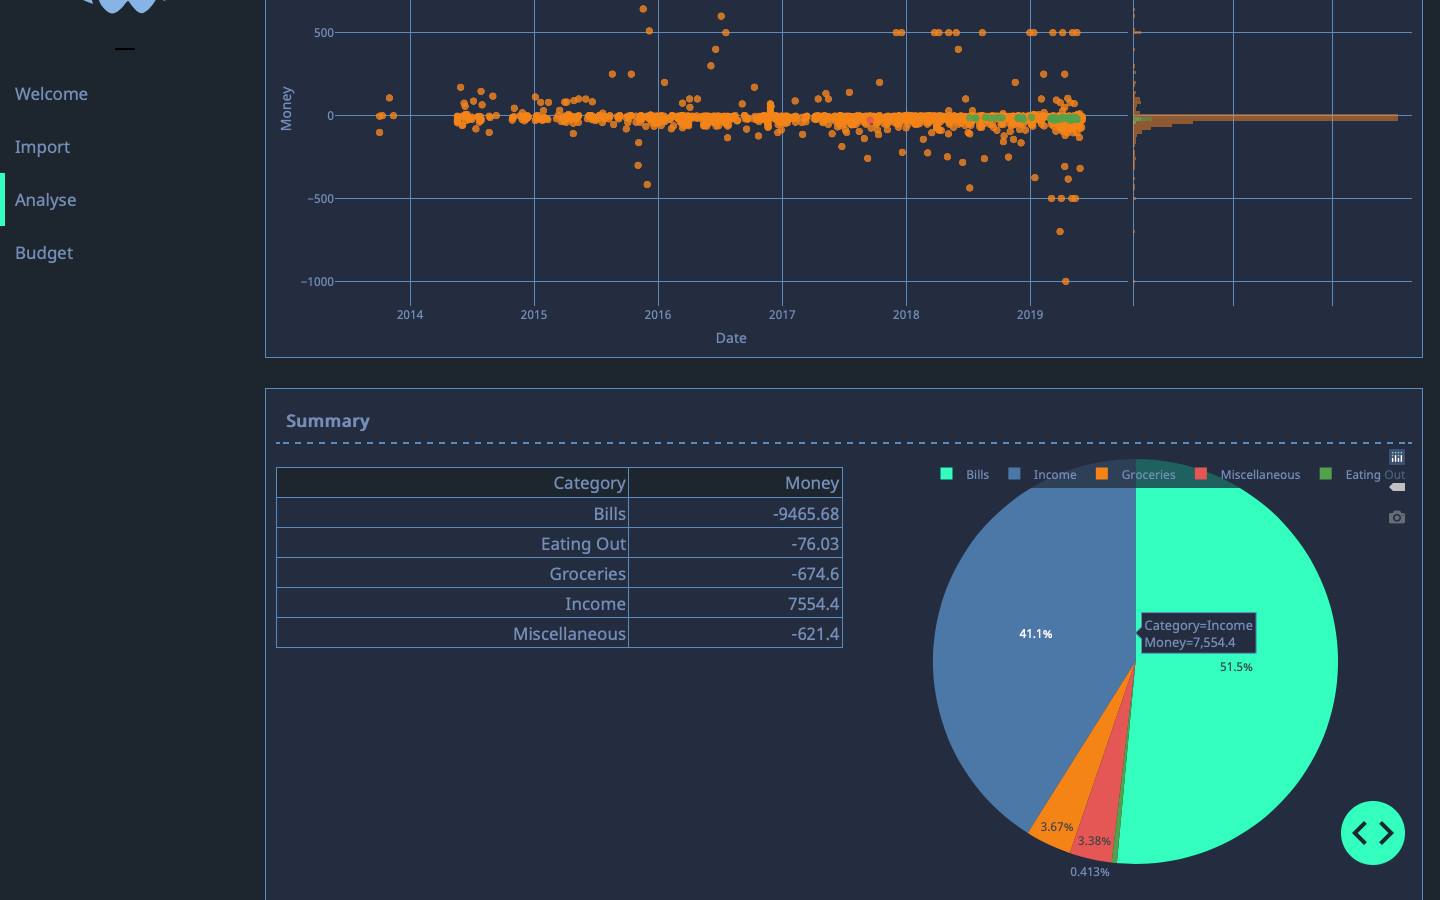 Welcome
Import
Analyse
Budget
500
0
−500
−1000
Money
2014 2015 2016 2017 2018 2019
Date
Summary
Category Money
Bills -9465.68
Eating Out -76.03
Groceries -674.6
Income 7554.4
Miscellaneous -621.4
Bills Income Groceries Miscellaneous Eating Out
41.1%
Category=Income
Money=7,554.4
51.5%
3.67%
3.38%
0.413%